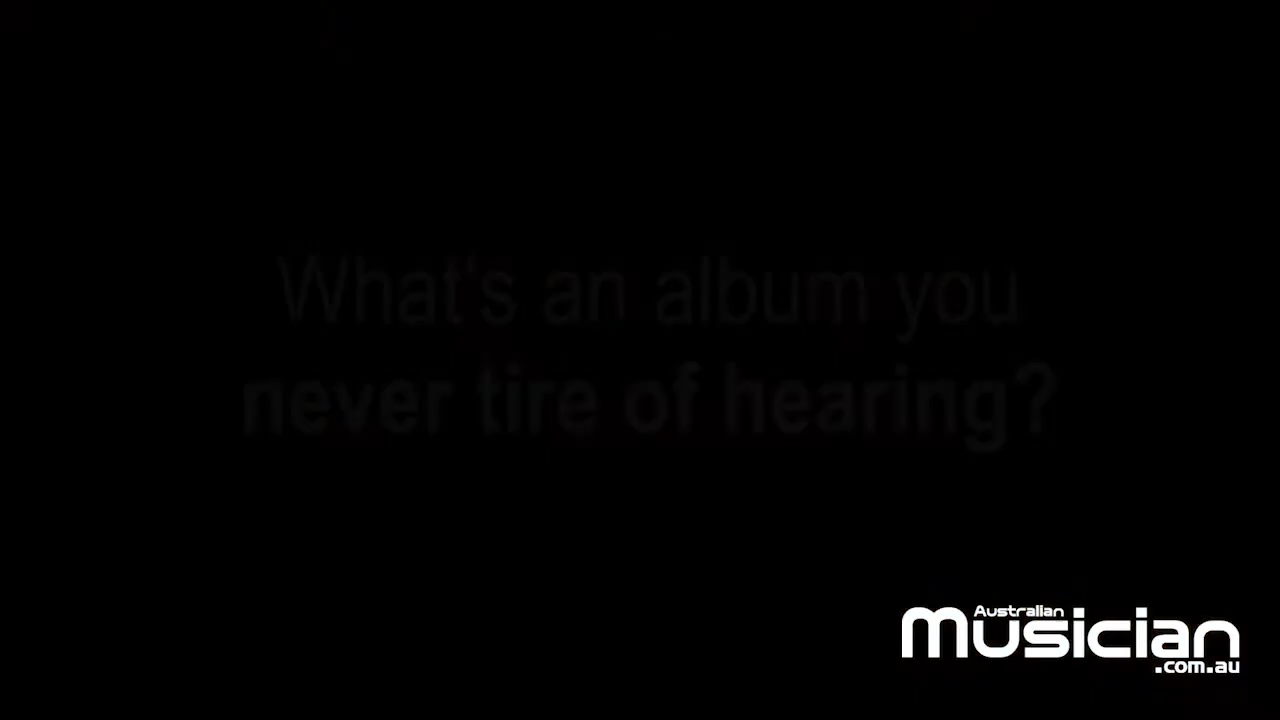 What's an album you
never tire of hearing?
Australian
musician
.com.au